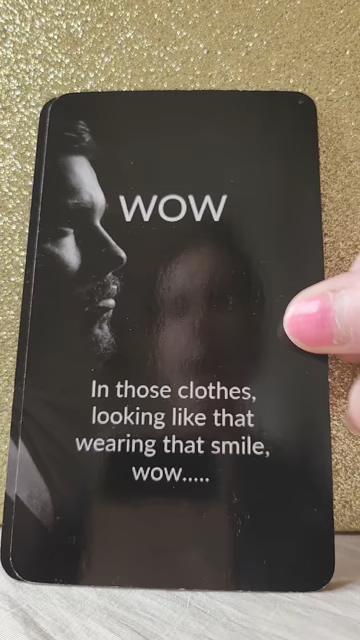 WOW
In those clothes,
looking like that
wearing that smile,
wow.....